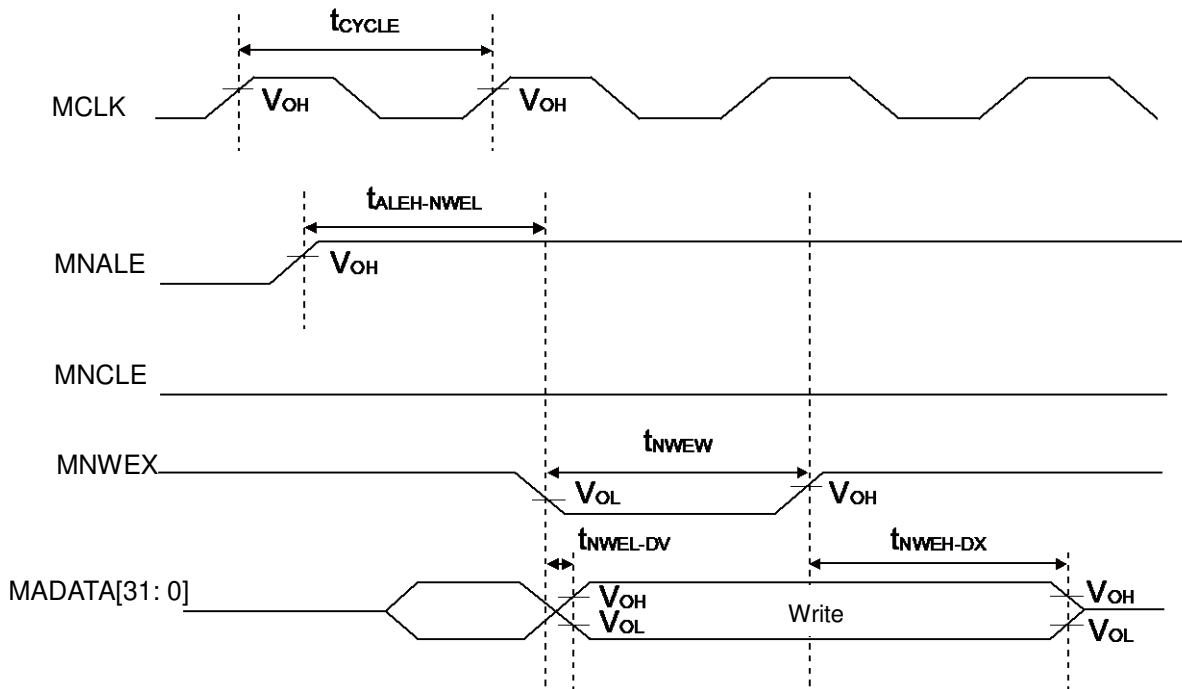 tCYCLE
MCLK
VOH
VOH
tALEH-NWEL
MNALE
VOH
MNCLE
tNWEW
MNWEX
VOL
VOH
tNWEL-DV
tNWEH-DX
MADATA[31: 0]
VOH
VOL
Write
VOH
VOL